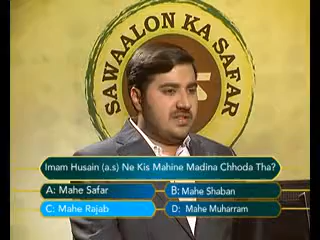 SAWAALON KA SAFAR
Imam Husain (a.s) Ne Kis Mahine Madina Chhoda Tha?
A: Mahe Safar
B: Mahe Shaban
C: Mahe Rajab
D: Mahe Muharram